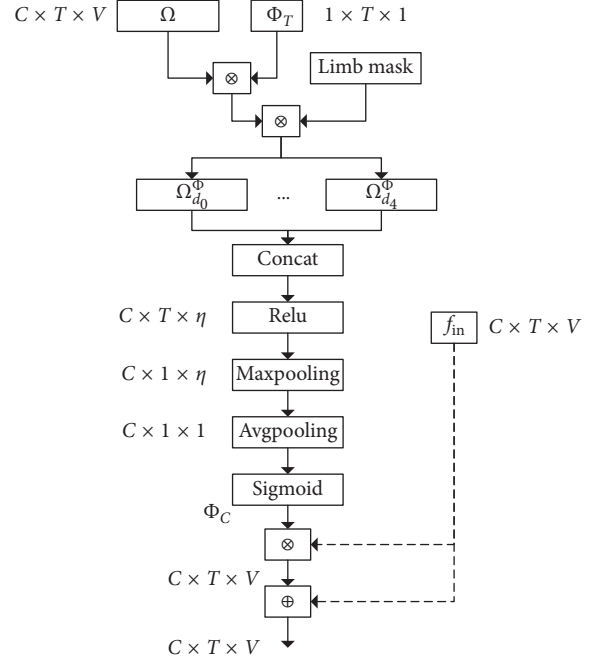 C × T × V
Ω
Φ_T
1 × T × 1
Limb mask
⊗
⊗
Ω^Φ_{d_0}
...
Ω^Φ_{d_4}
Concat
C × T × η
Relu
f_in
C × T × V
C × 1 × η
Maxpooling
C × 1 × 1
Avgpooling
Sigmoid
Φ_C
⊗
C × T × V
⊕
C × T × V